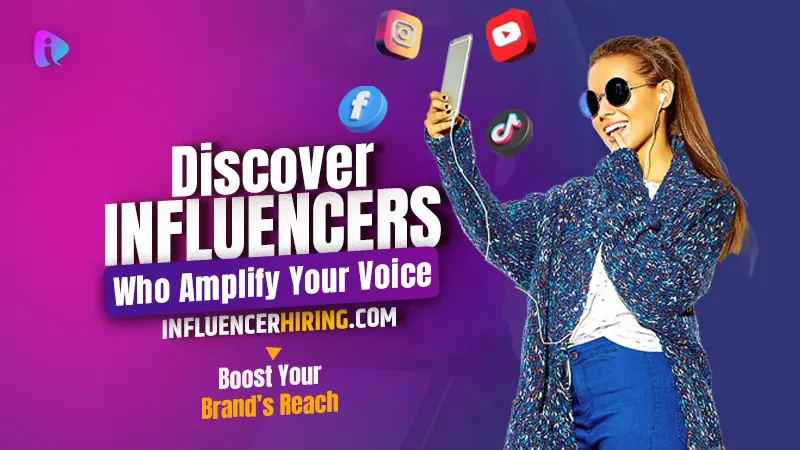 Discover
INFLUENCERS
Who Amplify Your Voice
INFLUENCERHIRING.COM
Boost Your
Brand's Reach